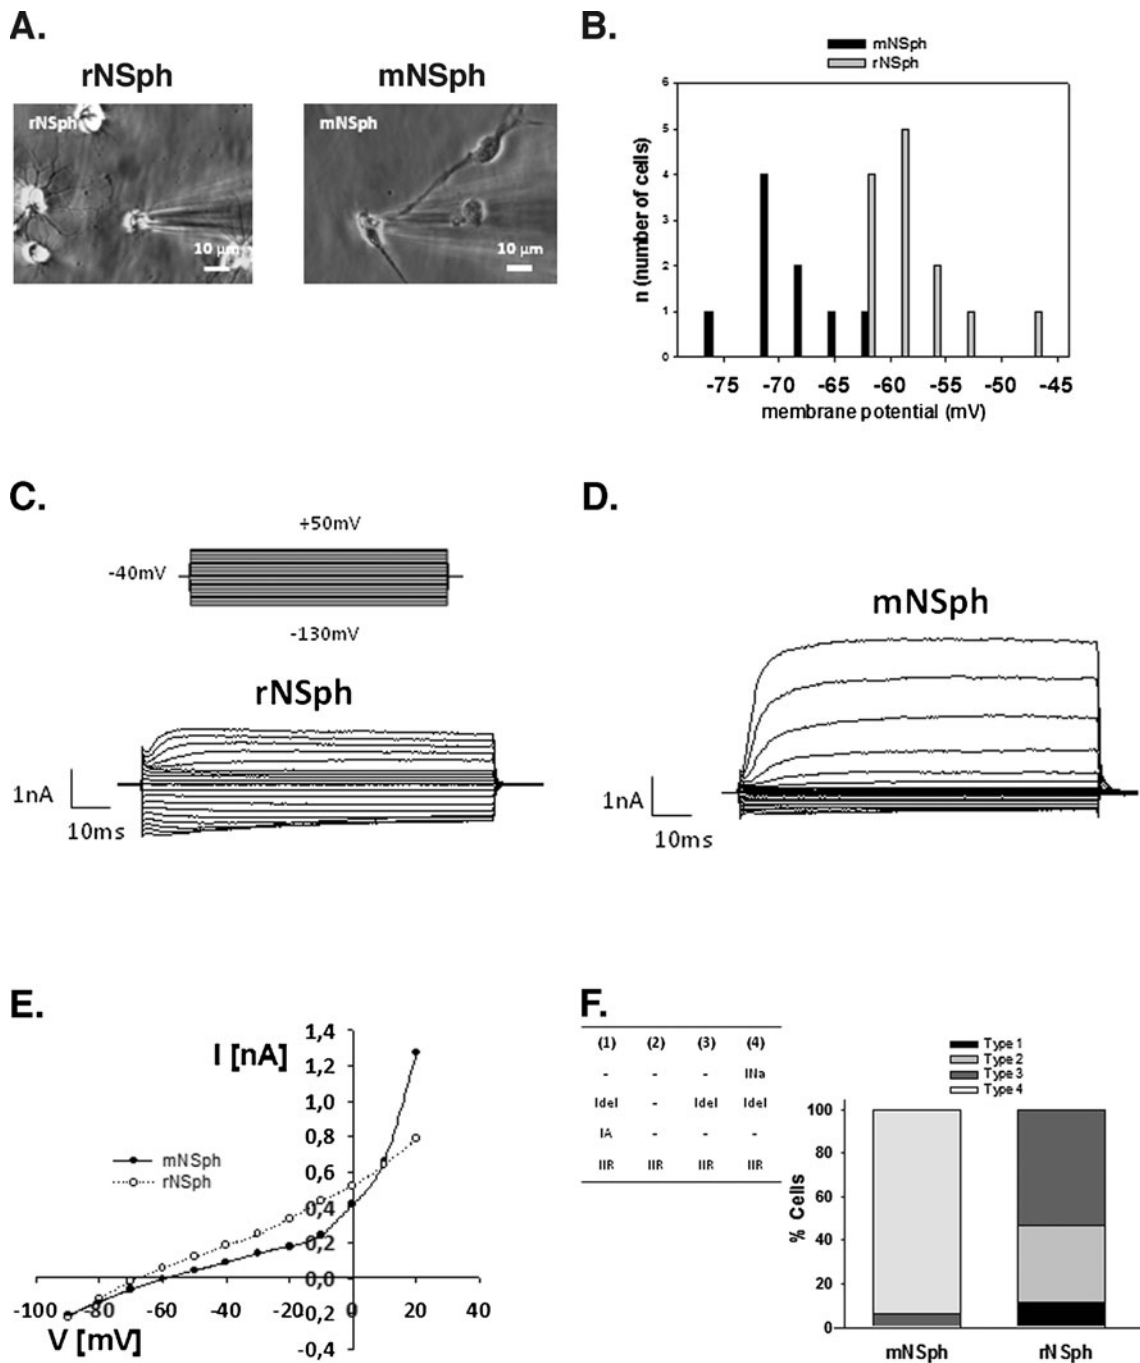 A.
rNSph
mNSph
rNSph
10 µm
mNSph
10 µm
B.
mNSph
rNSph
6
5
4
3
2
1
0
n (number of cells)
-75 -70 -65 -60 -55 -50 -45
membrane potential (mV)
C.
+50mV
-40mV
-130mV
rNSph
1nA
10ms
D.
mNSph
1nA
10ms
E.
I [nA]
1,4
1,2
1,0
0,8
0,6
0,4
0,2
0,0
-0,2
-0,4
mNSph
rNSph
-100 -80 -60 -40 -20 0 20 40
V [mV]
F.
(1) (2) (3) (4)
- - - INa
Idel - Idel Idel
IA - - -
IIR IIR IIR IIR
Type 1
Type 2
Type 3
Type 4
100
80
60
40
20
0
% Cells
mNSph rNSph